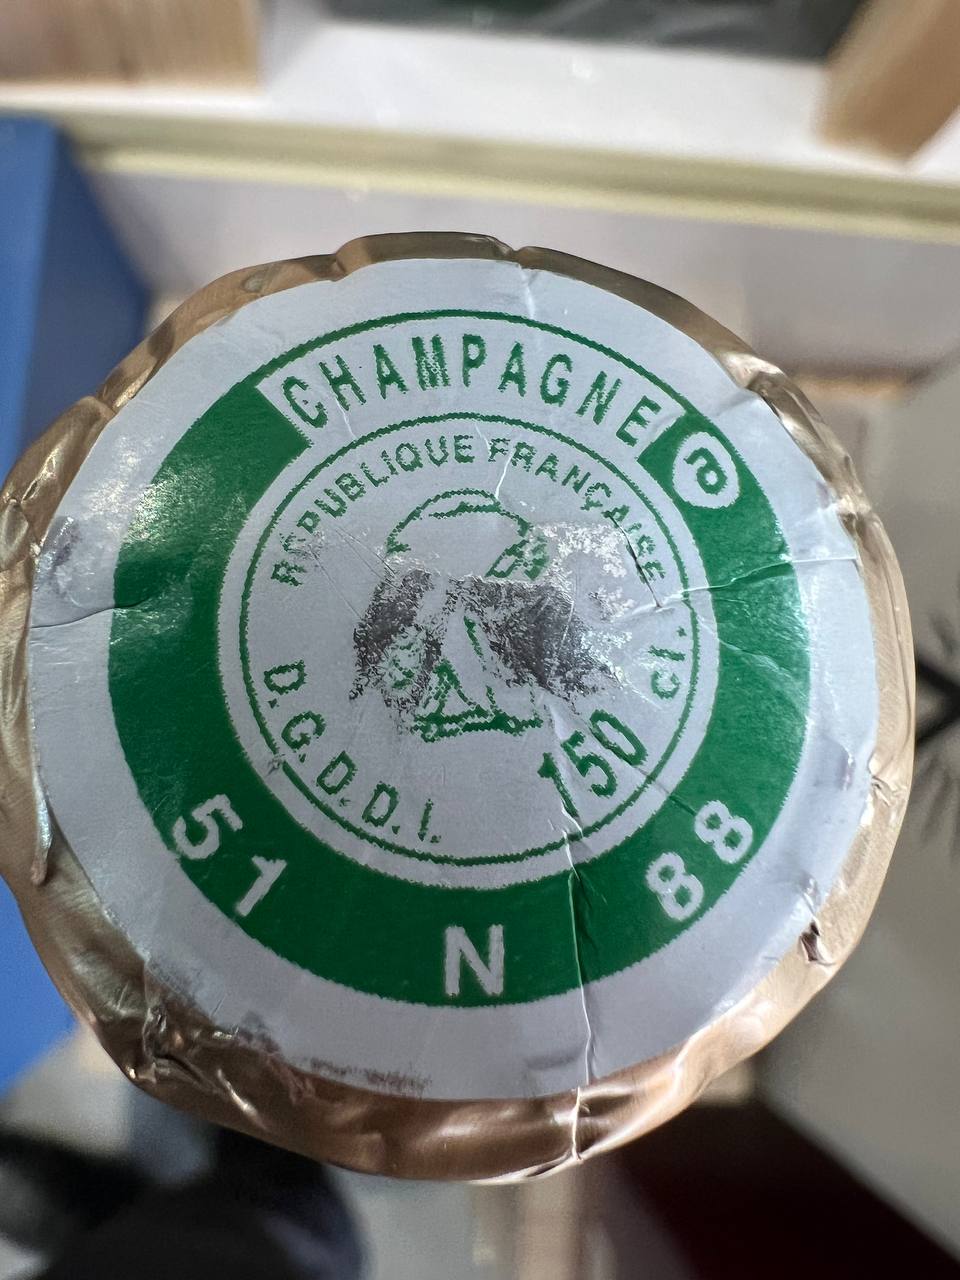 CHAMPAGNE
a
RÉPUBLIQUE FRANÇAISE
D.G.D.D.I.
150 Cl.
51 N 88